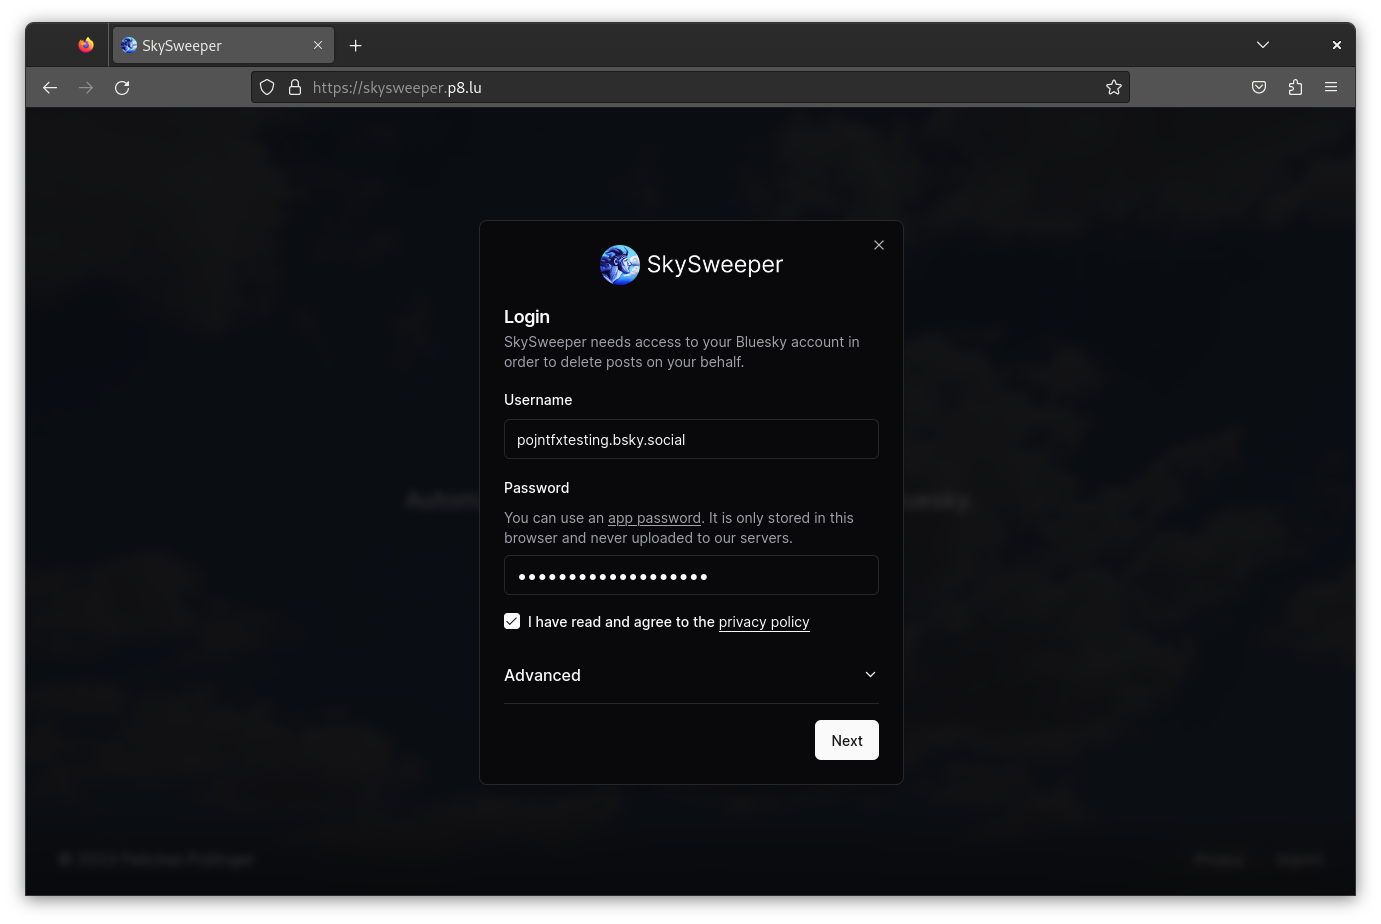 SkySweeper
https://skysweeper.p8.lu
SkySweeper
Login
SkySweeper needs access to your Bluesky account in
order to delete posts on your behalf.
Username
pojntfxtesting.bsky.social
Password
You can use an app password. It is only stored in this
browser and never uploaded to our servers.
I have read and agree to the privacy policy
Advanced
Next